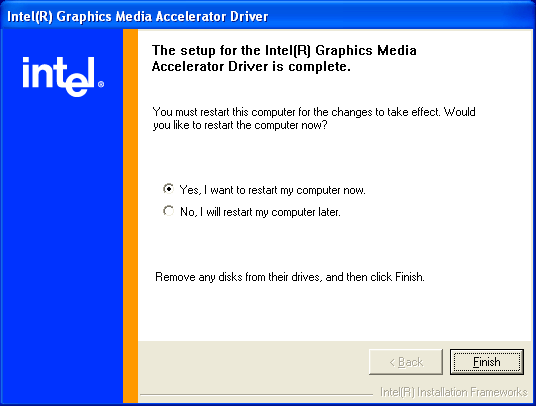 Intel(R) Graphics Media Accelerator Driver
intel®
The setup for the Intel(R) Graphics Media
Accelerator Driver is complete.
You must restart this computer for the changes to take effect. Would
you like to restart the computer now?
Yes, I want to restart my computer now.
No, I will restart my computer later.
Remove any disks from their drives, and then click Finish.
< Back
Finish
Intel(R) Installation Frameworks